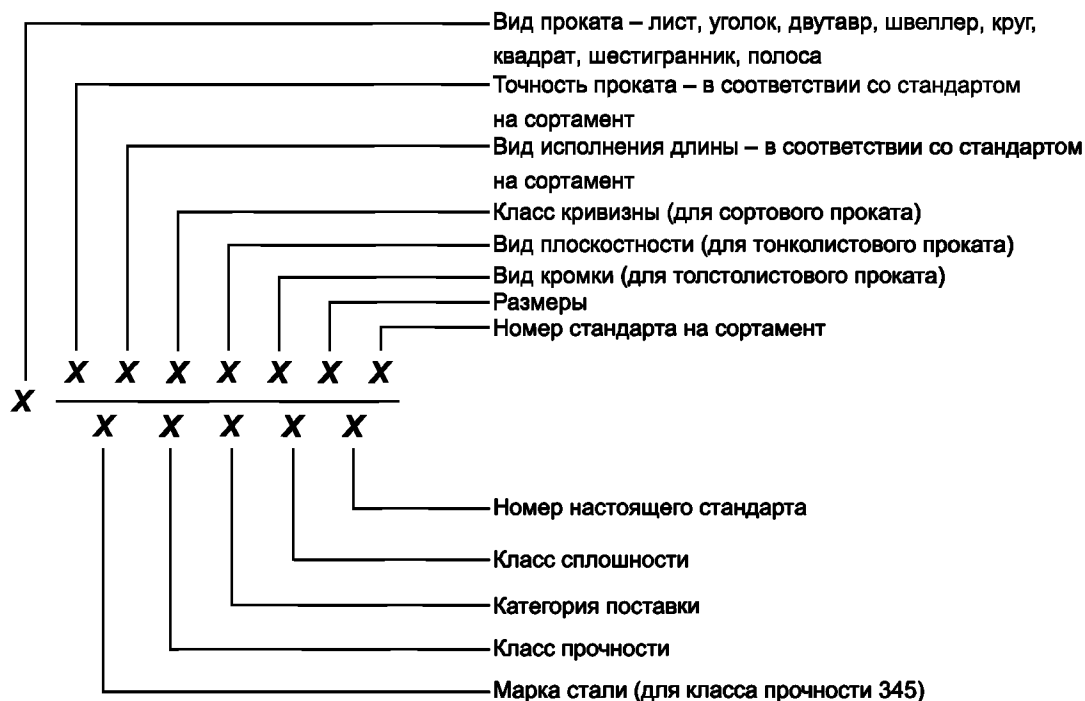 Вид проката – лист, уголок, двутавр, швеллер, круг,
квадрат, шестигранник, полоса
Точность проката – в соответствии со стандартом
на сортамент
Вид исполнения длины – в соответствии со стандартом
на сортамент
Класс кривизны (для сортового проката)
Вид плоскостности (для тонколистового проката)
Вид кромки (для толстолистового проката)
Размеры
Номер стандарта на сортамент
X X X X X X X
X
X X X X X
Номер настоящего стандарта
Класс сплошности
Категория поставки
Класс прочности
Марка стали (для класса прочности 345)